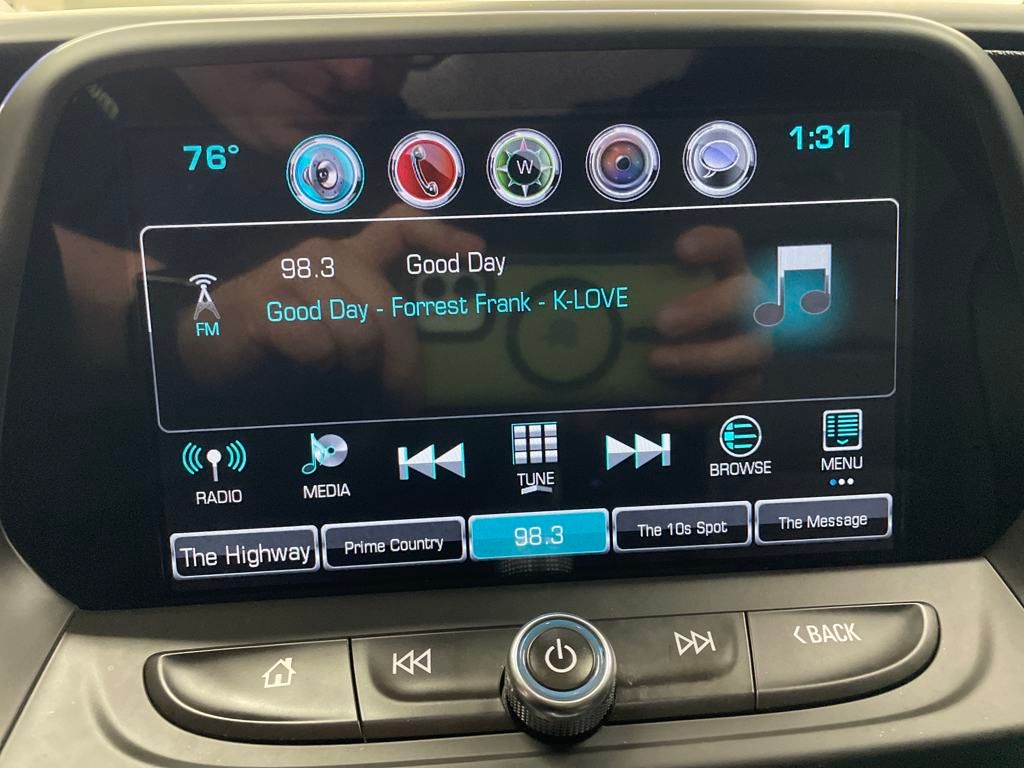 76°
W
1:31
98.3 Good Day
FM
Good Day - Forrest Frank - K-LOVE
RADIO
MEDIA
TUNE
BROWSE
MENU
The Highway
Prime Country
98.3
The 10s Spot
The Message
<BACK